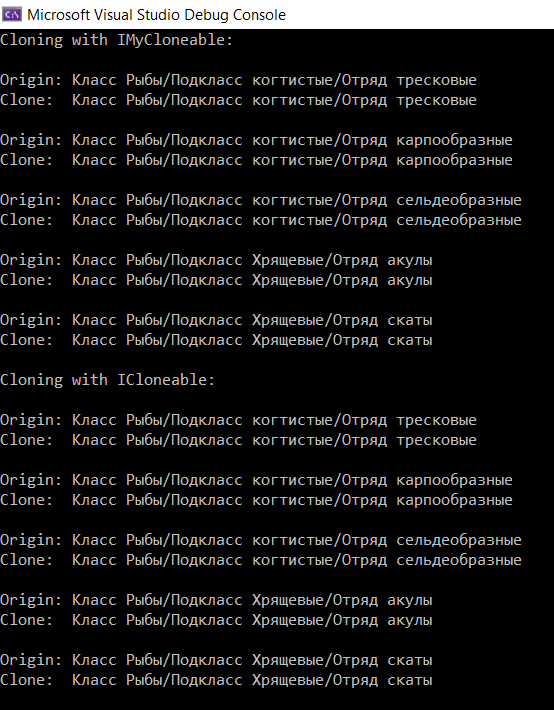 Microsoft Visual Studio Debug Console
Cloning with IMyCloneable:
Origin: Класс Рыбы/Подкласс когтистые/Отряд тресковые
Clone:  Класс Рыбы/Подкласс когтистые/Отряд тресковые
Origin: Класс Рыбы/Подкласс когтистые/Отряд карпообразные
Clone:  Класс Рыбы/Подкласс когтистые/Отряд карпообразные
Origin: Класс Рыбы/Подкласс когтистые/Отряд сельдеобразные
Clone:  Класс Рыбы/Подкласс когтистые/Отряд сельдеобразные
Origin: Класс Рыбы/Подкласс Хрящевые/Отряд акулы
Clone:  Класс Рыбы/Подкласс Хрящевые/Отряд акулы
Origin: Класс Рыбы/Подкласс Хрящевые/Отряд скаты
Clone:  Класс Рыбы/Подкласс Хрящевые/Отряд скаты
Cloning with ICloneable:
Origin: Класс Рыбы/Подкласс когтистые/Отряд тресковые
Clone:  Класс Рыбы/Подкласс когтистые/Отряд тресковые
Origin: Класс Рыбы/Подкласс когтистые/Отряд карпообразные
Clone:  Класс Рыбы/Подкласс когтистые/Отряд карпообразные
Origin: Класс Рыбы/Подкласс когтистые/Отряд сельдеобразные
Clone:  Класс Рыбы/Подкласс когтистые/Отряд сельдеобразные
Origin: Класс Рыбы/Подкласс Хрящевые/Отряд акулы
Clone:  Класс Рыбы/Подкласс Хрящевые/Отряд акулы
Origin: Класс Рыбы/Подкласс Хрящевые/Отряд скаты
Clone:  Класс Рыбы/Подкласс Хрящевые/Отряд скаты